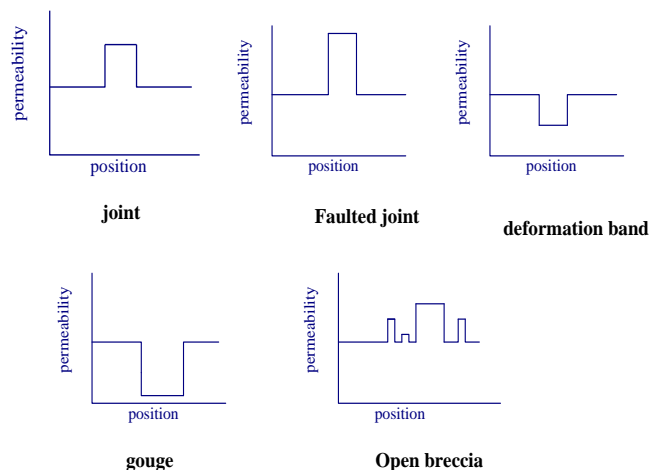 permeability
position
joint
permeability
position
Faulted joint
permeability
position
deformation band
permeability
position
gouge
permeability
position
Open breccia